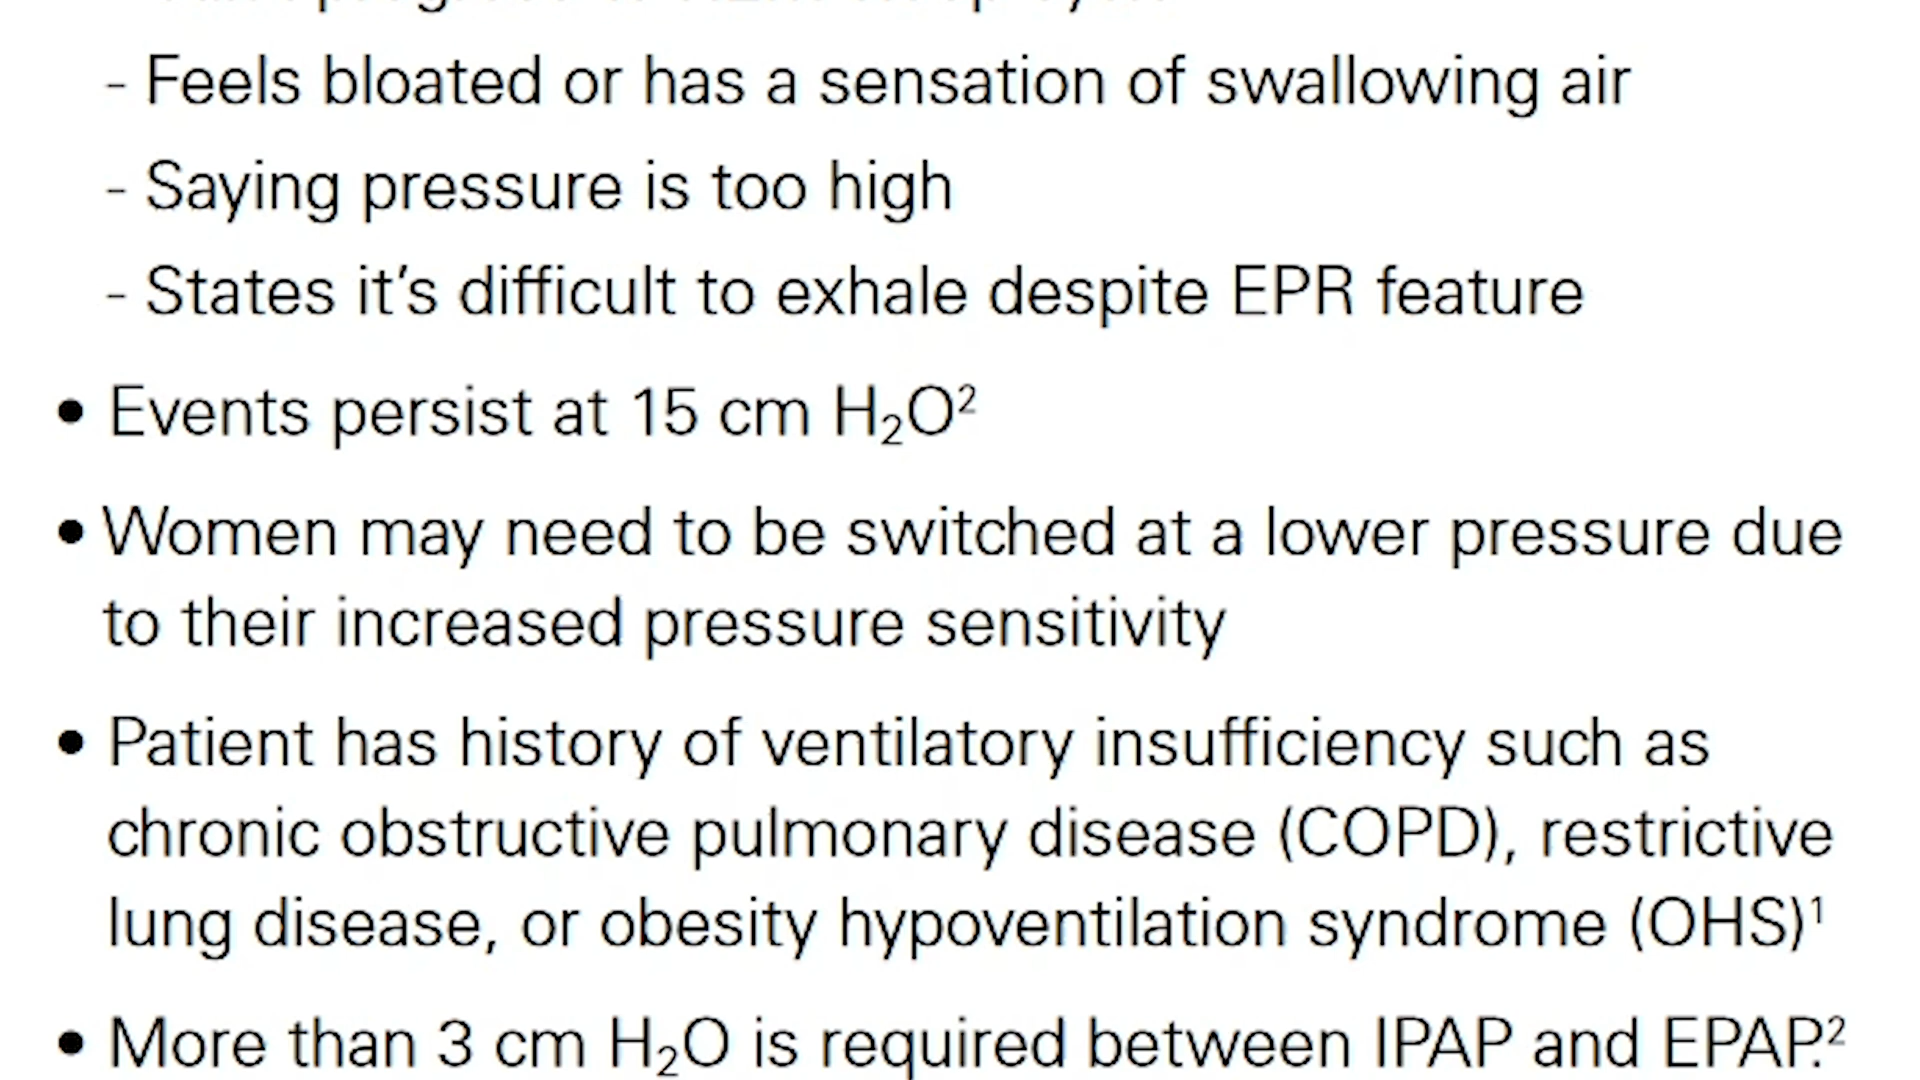 - Feels bloated or has a sensation of swallowing air
- Saying pressure is too high
- States it's difficult to exhale despite EPR feature
• Events persist at 15 cm H₂O²
• Women may need to be switched at a lower pressure due
to their increased pressure sensitivity
• Patient has history of ventilatory insufficiency such as
chronic obstructive pulmonary disease (COPD), restrictive
lung disease, or obesity hypoventilation syndrome (OHS)¹
• More than 3 cm H₂O is required between IPAP and EPAP.²